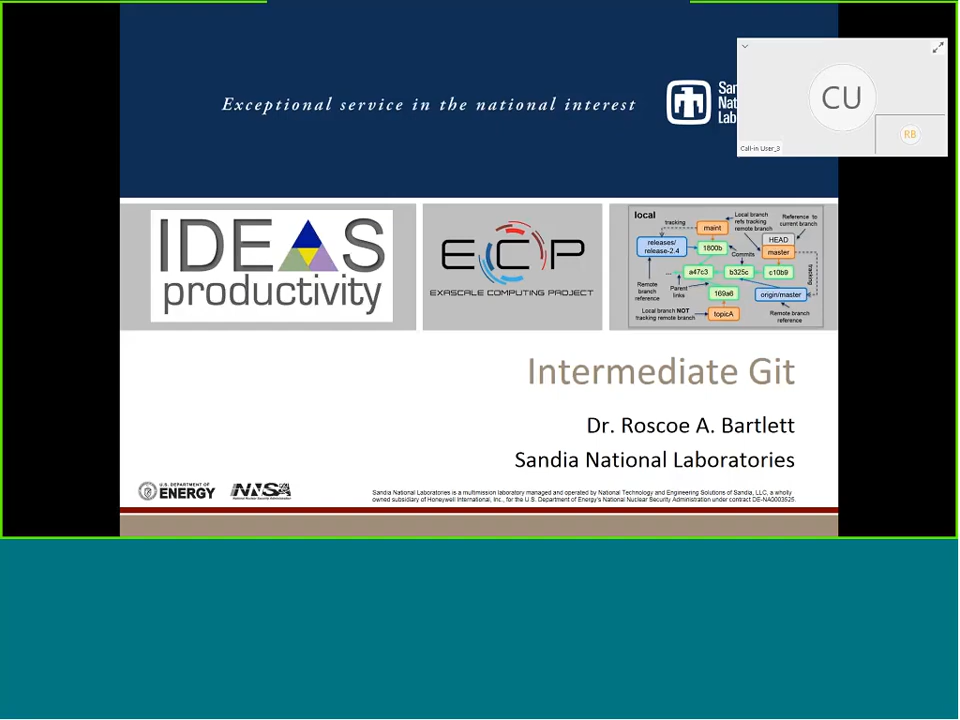 Exceptional service in the national interest
CU
RB
Call-in User_3
IDEAS
productivity
ECP
EXASCALE COMPUTING PROJECT
local
tracking
maint
Local branch
refs tracking
remote branch
Reference to
current branch
releases/
release-2.4
1800b
Commits
HEAD
master
...
a47c3
b325c
c10b9
tracking
Remote
branch
reference
Parent
links
169a6
origin/master
Local branch NOT
tracking remote branch
topicA
Remote branch
reference
Intermediate Git
Dr. Roscoe A. Bartlett
Sandia National Laboratories
U.S. DEPARTMENT OF
ENERGY
NNSA
Sandia National Laboratories is a multimission laboratory managed and operated by National Technology and Engineering Solutions of Sandia, LLC, a wholly
owned subsidiary of Honeywell International, Inc., for the U.S. Department of Energy's National Nuclear Security Administration under contract DE-NA0003525.